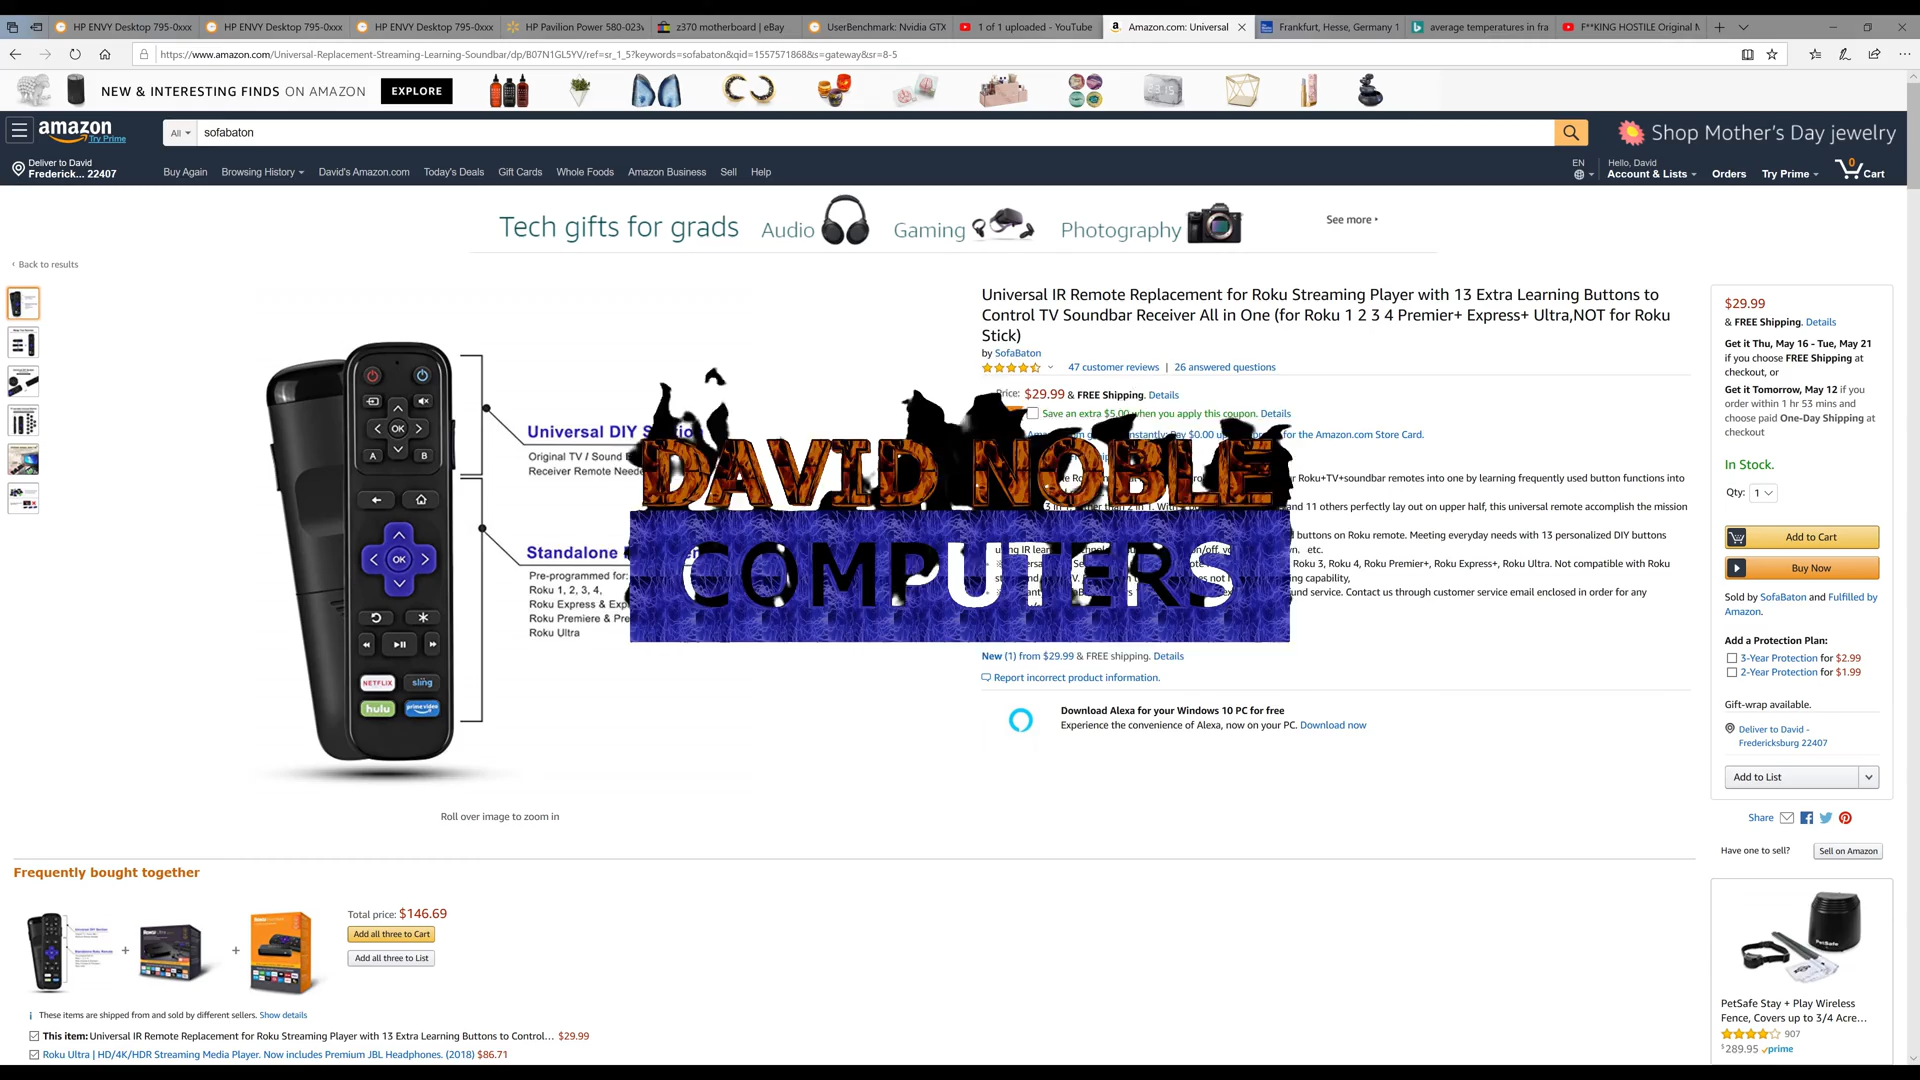 HP ENVY Desktop 795-0xxx
HP ENVY Desktop 795-0xxx
HP ENVY Desktop 795-0xxx
HP Pavilion Power 580-023w
z370 motherboard | eBay
UserBenchmark: Nvidia GTX
1 of 1 uploaded - YouTube
Amazon.com: Universal
Frankfurt, Hesse, Germany 1
average temperatures in fra
F**KING HOSTILE Original M
https://www.amazon.com/Universal-Replacement-Streaming-Learning-Soundbar/dp/B07N1GL5YV/ref=sr_1_5?keywords=sofabaton&qid=1557571868&s=gateway&sr=8-5
NEW & INTERESTING FINDS ON AMAZON
EXPLORE
amazon
Try Prime
All
sofabaton
Shop Mother's Day jewelry
Deliver to David
Frederick... 22407
Buy Again
Browsing History
David's Amazon.com
Today's Deals
Gift Cards
Whole Foods
Amazon Business
Sell
Help
EN
Hello, David
Account & Lists
Orders
Try Prime
0
Cart
Tech gifts for grads
Audio
Gaming
Photography
See more
‹ Back to results
Universal DIY Section
Original TV / Sound
Receiver Remote Neede
Standalone
Pre-programmed for:
Roku 1, 2, 3, 4,
Roku Express & Exp
Roku Premiere & Pre
Roku Ultra
OK
A
B
OK
NETFLIX
sling
hulu
prime video
Roll over image to zoom in
DAVID NOBLE
COMPUTERS
Universal IR Remote Replacement for Roku Streaming Player with 13 Extra Learning Buttons to
Control TV Soundbar Receiver All in One (for Roku 1 2 3 4 Premier+ Express+ Ultra,NOT for Roku
Stick)
by SofaBaton
47 customer reviews | 26 answered questions
Price: $29.99 & FREE Shipping. Details
Save an extra $5.00 when you apply this coupon. Details
instantly: Pay $0.00 for the Amazon.com Store Card.
r Roku+TV+soundbar remotes into one by learning frequently used button functions into
and 11 others perfectly lay out on upper half, this universal remote accomplish the mission
d buttons on Roku remote. Meeting everyday needs with 13 personalized DIY buttons
using IR lear
on/off, vo
n. etc.
Roku 3, Roku 4, Roku Premier+, Roku Express+, Roku Ultra. Not compatible with Roku
ing capability,
und service. Contact us through customer service email enclosed in order for any
New (1) from $29.99 & FREE shipping. Details
Report incorrect product information.
Download Alexa for your Windows 10 PC for free
Experience the convenience of Alexa, now on your PC. Download now
$29.99
& FREE Shipping. Details
Get it Thu, May 16 - Tue, May 21
if you choose FREE Shipping at
checkout, or
Get it Tomorrow, May 12 if you
order within 1 hr 53 mins and
choose paid One-Day Shipping at
checkout
In Stock.
Qty: 1
Add to Cart
Buy Now
Sold by SofaBaton and Fulfilled by
Amazon.
Add a Protection Plan:
3-Year Protection for $2.99
2-Year Protection for $1.99
Gift-wrap available.
Deliver to David -
Fredericksburg 22407
Add to List
Share
Have one to sell?
Sell on Amazon
PetSafe
PetSafe Stay + Play Wireless
Fence, Covers up to 3/4 Acre...
907
$289.95 prime
Frequently bought together
+
+
Total price: $146.69
Add all three to Cart
Add all three to List
These items are shipped from and sold by different sellers. Show details
This item: Universal IR Remote Replacement for Roku Streaming Player with 13 Extra Learning Buttons to Control... $29.99
Roku Ultra | HD/4K/HDR Streaming Media Player. Now includes Premium JBL Headphones. (2018) $86.71